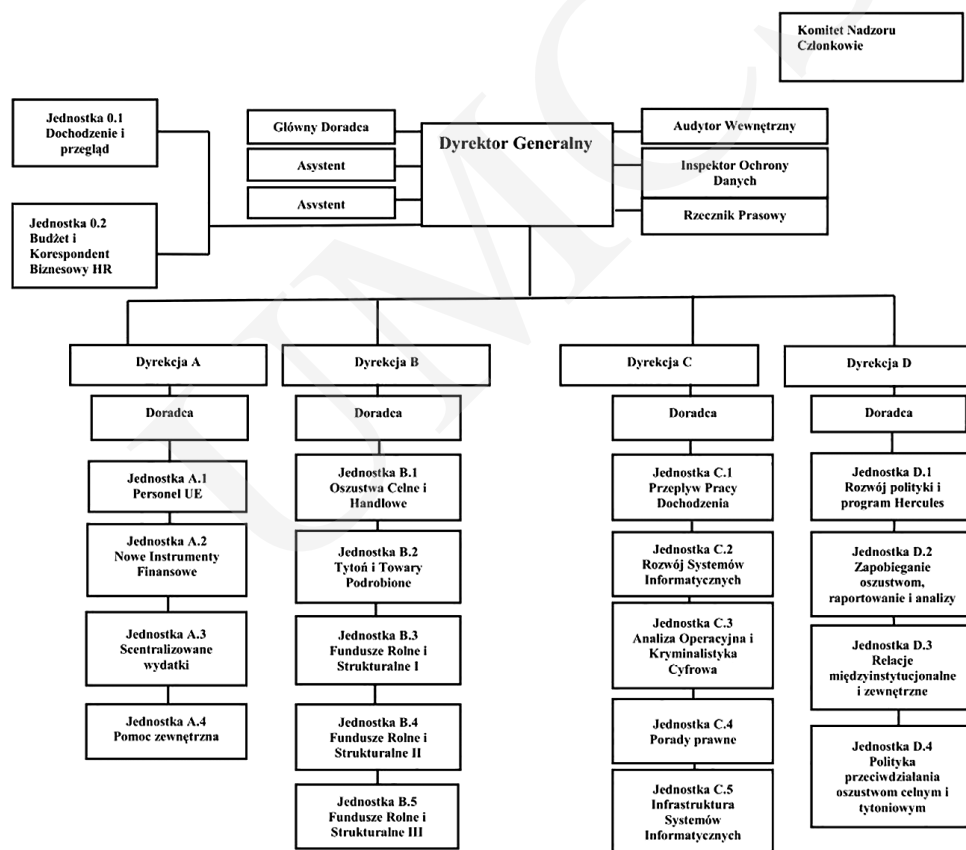 Komitet Nadzoru
Członkowie
Jednostka 0.1
Dochodzenie i
przegląd
Główny Doradca
Asystent
Asvstent
Dyrektor Generalny
Audytor Wewnętrzny
Inspektor Ochrony
Danych
Rzecznik Prasowy
Jednostka 0.2
Budżet i
Korespondent
Biznesowy HR
Dyrekcja A
Dyrekcja B
Dyrekcja C
Dyrekcja D
Doradca
Doradca
Doradca
Doradca
Jednostka A.1
Personel UE
Jednostka A.2
Nowe Instrumenty
Finansowe
Jednostka A.3
Scentralizowane
wydatki
Jednostka A.4
Pomoc zewnętrzna
Jednostka B.1
Oszustwa Celne i
Handlowe
Jednostka B.2
Tytoń i Towary
Podrobione
Jednostka B.3
Fundusze Rolne i
Strukturalne I
Jednostka B.4
Fundusze Rolne i
Strukturalne II
Jednostka B.5
Fundusze Rolne i
Strukturalne III
Jednostka C.1
Przepływ Pracy
Dochodzenia
Jednostka C.2
Rozwój Systemów
Informatycznych
Jednostka C.3
Analiza Operacyjna i
Kryminalistyka
Cyfrowa
Jednostka C.4
Porady prawne
Jednostka C.5
Infrastruktura
Systemów
Informatycznych
Jednostka D.1
Rozwój polityki i
program Hercules
Jednostka D.2
Zapobieganie
oszustwom,
raportowanie i analizy
Jednostka D.3
Relacje
międzyinstytucjonalne
i zewnętrzne
Jednostka D.4
Polityka
przeciwdziałania
oszustwom celnym i
tytoniowym
UMCS